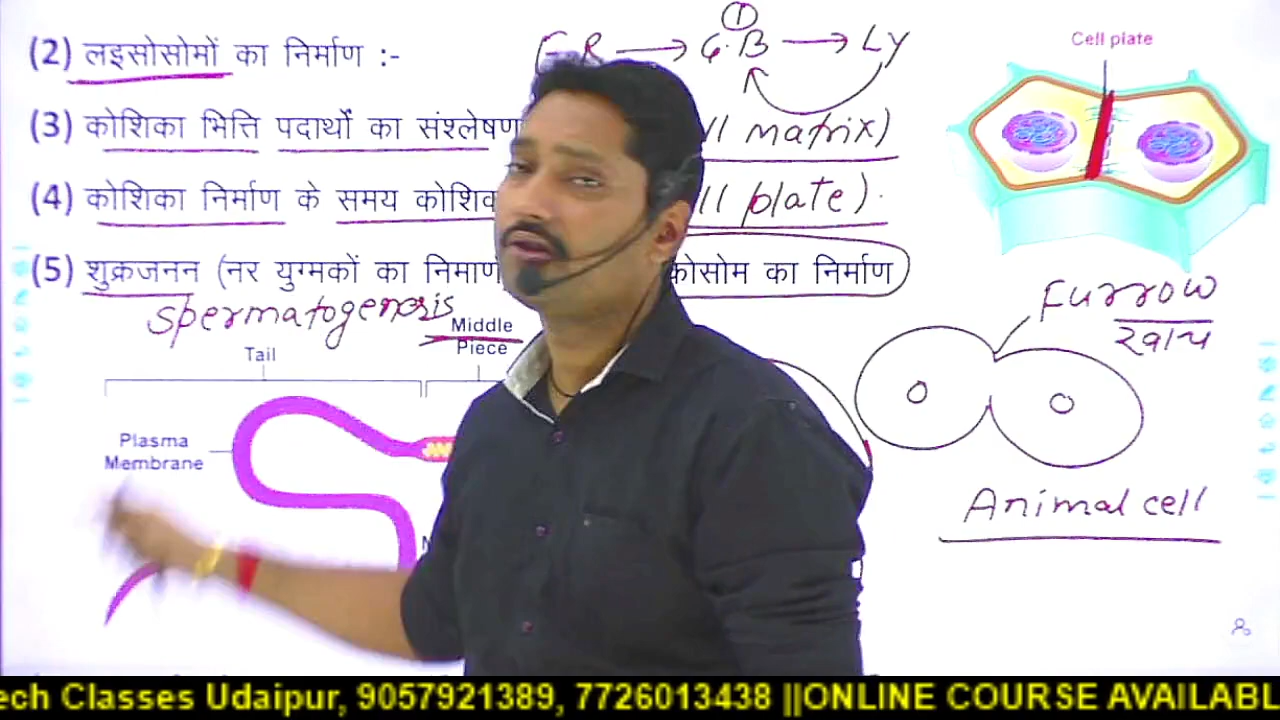 (2) लइसोसोमों का निर्माण :-
E·R → G·B → Ly
①
(3) कोशिका भित्ति पदार्थों का संश्लेषण ll matrix)
(4) कोशिका निर्माण के समय कोशिक ll plate).
(5) शुक्रजनन (नर युग्मकों का निमाण कोसोम का निर्माण
spermatogenesis
Cell plate
Furrow
खांच
Middle
Piece
Tail
Plasma
Membrane
Animal cell
ech Classes Udaipur, 9057921389, 7726013438 ||ONLINE COURSE AVAILABL